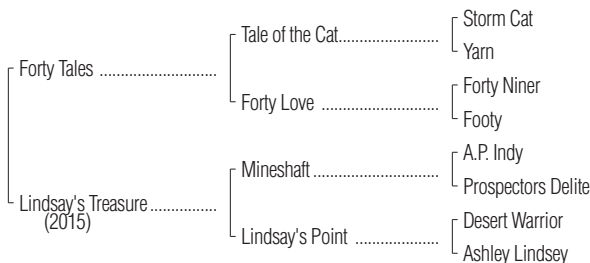 Storm Cat
Tale of the Cat..............................
Yarn
Forty Tales ...................................
Forty Niner
Forty Love ...................................
Footy
A.P. Indy
Mineshaft......................................
Prospectors Delite
Lindsay's Treasure....................
(2015)
Desert Warrior
Lindsay's Point .........................
Ashley Lindsey